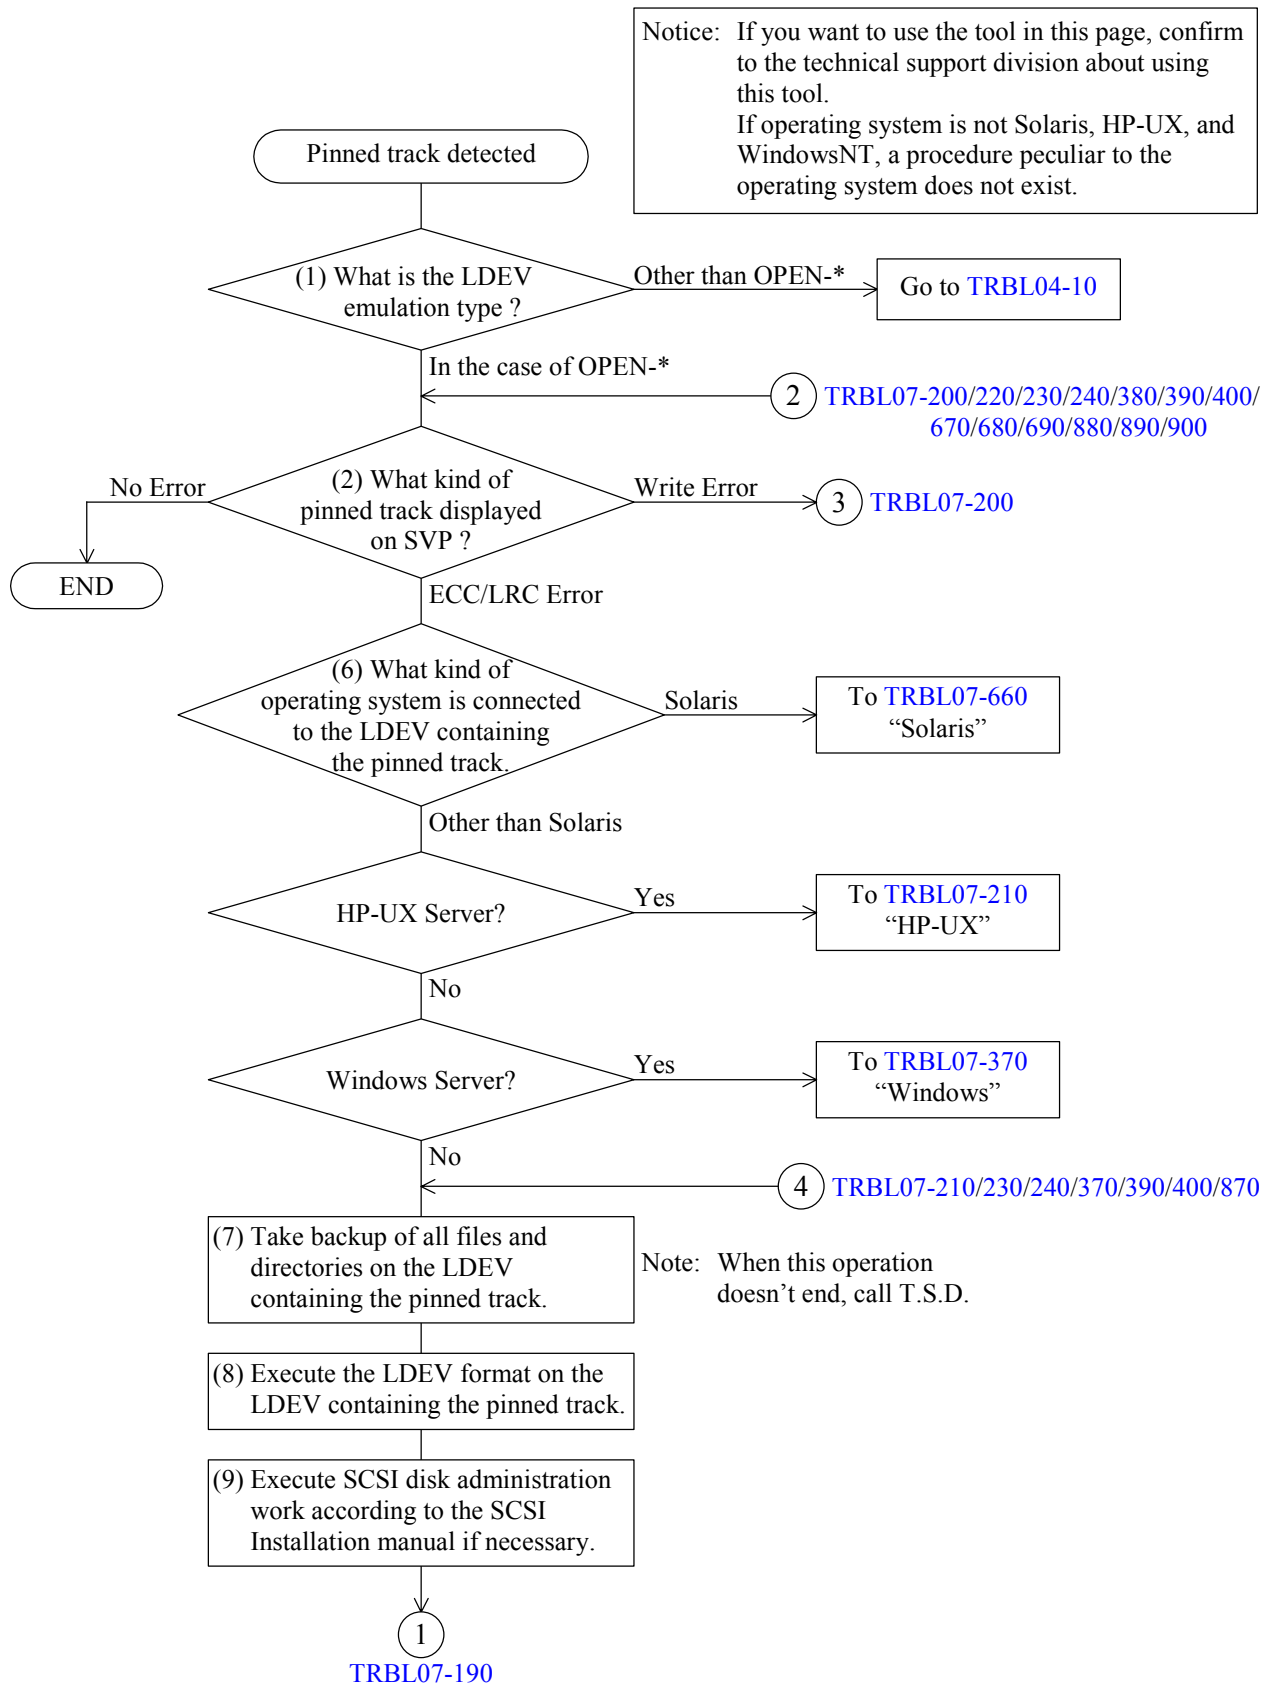 Notice: If you want to use the tool in this page, confirm
to the technical support division about using
this tool.
If operating system is not Solaris, HP-UX, and
WindowsNT, a procedure peculiar to the
operating system does not exist.
Pinned track detected
(1) What is the LDEV
emulation type ?
Other than OPEN-*
Go to TRBL04-10
In the case of OPEN-*
2 TRBL07-200/220/230/240/380/390/400/
670/680/690/880/890/900
(2) What kind of
pinned track displayed
on SVP ?
No Error
END
Write Error
3 TRBL07-200
ECC/LRC Error
(6) What kind of
operating system is connected
to the LDEV containing
the pinned track.
Solaris
To TRBL07-660
“Solaris”
Other than Solaris
HP-UX Server?
Yes
To TRBL07-210
“HP-UX”
No
Windows Server?
Yes
To TRBL07-370
“Windows”
No
4 TRBL07-210/230/240/370/390/400/870
(7) Take backup of all files and
directories on the LDEV
containing the pinned track.
Note: When this operation
doesn't end, call T.S.D.
(8) Execute the LDEV format on the
LDEV containing the pinned track.
(9) Execute SCSI disk administration
work according to the SCSI
Installation manual if necessary.
1
TRBL07-190